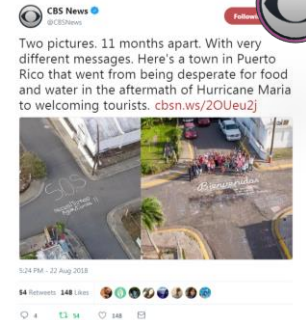 CBS News
@CBSNews
Follow
Two pictures. 11 months apart. With very
different messages. Here's a town in Puerto
Rico that went from being desperate for food
and water in the aftermath of Hurricane Maria
to welcoming tourists. cbsn.ws/2OUeu2j
S.O.S
Bienvenidos
5:24 PM - 22 Aug 2018
54 Retweets 148 Likes
4 54 148